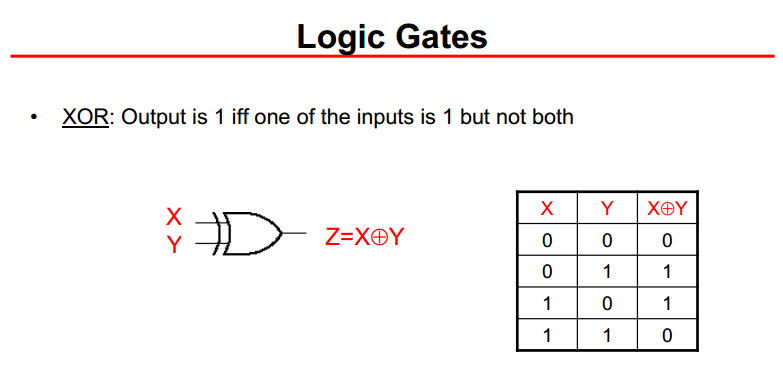 Logic Gates
• XOR: Output is 1 iff one of the inputs is 1 but not both
X
Y
Z=X⊕Y
X Y X⊕Y
0 0 0
0 1 1
1 0 1
1 1 0